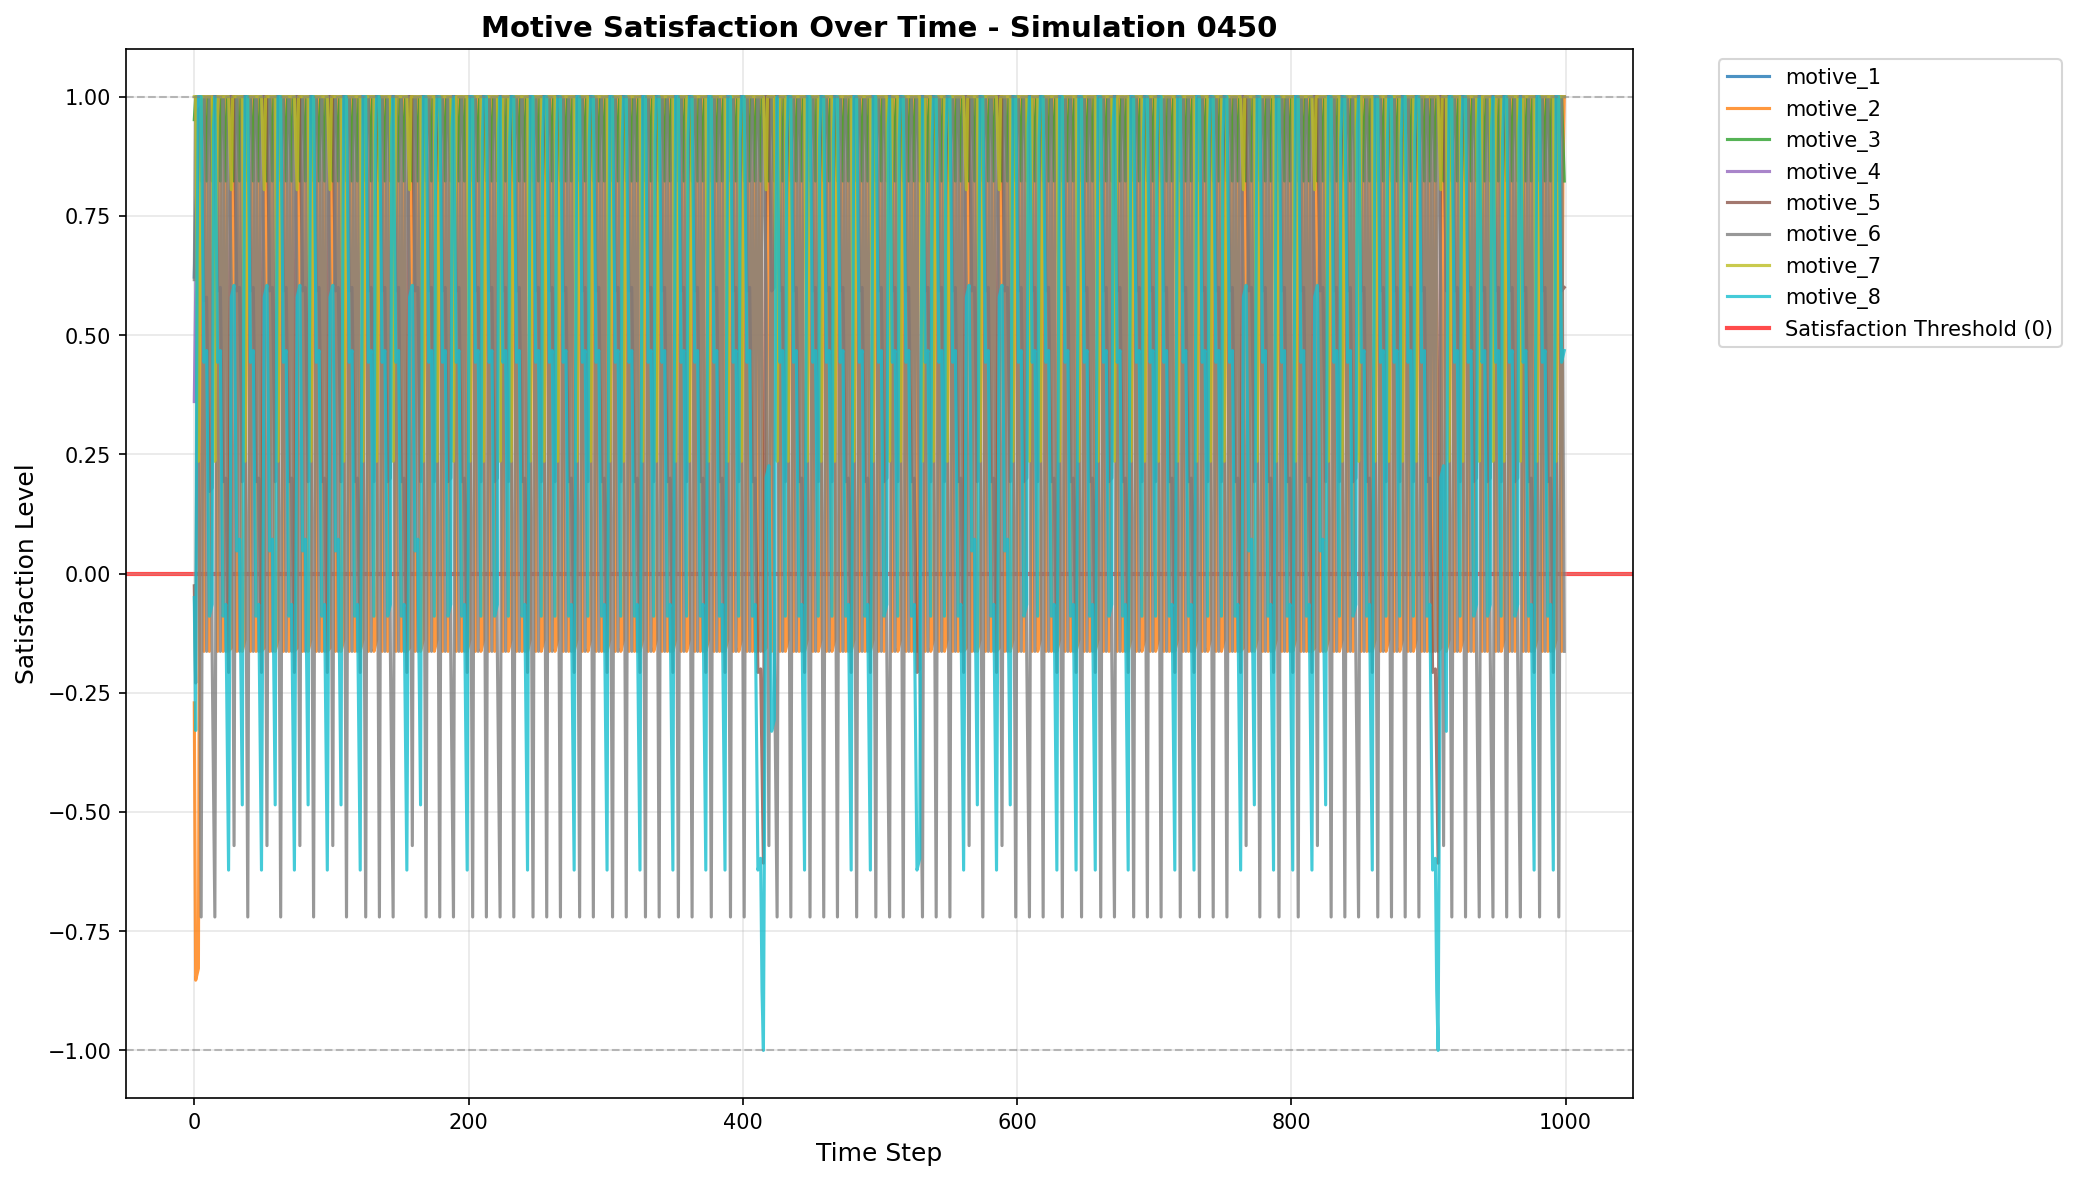 Motive Satisfaction Over Time - Simulation 0450
1.00
0.75
0.50
0.25
0.00
−0.25
−0.50
−0.75
−1.00
Satisfaction Level
0
200
400
600
800
1000
Time Step
motive_1
motive_2
motive_3
motive_4
motive_5
motive_6
motive_7
motive_8
Satisfaction Threshold (0)